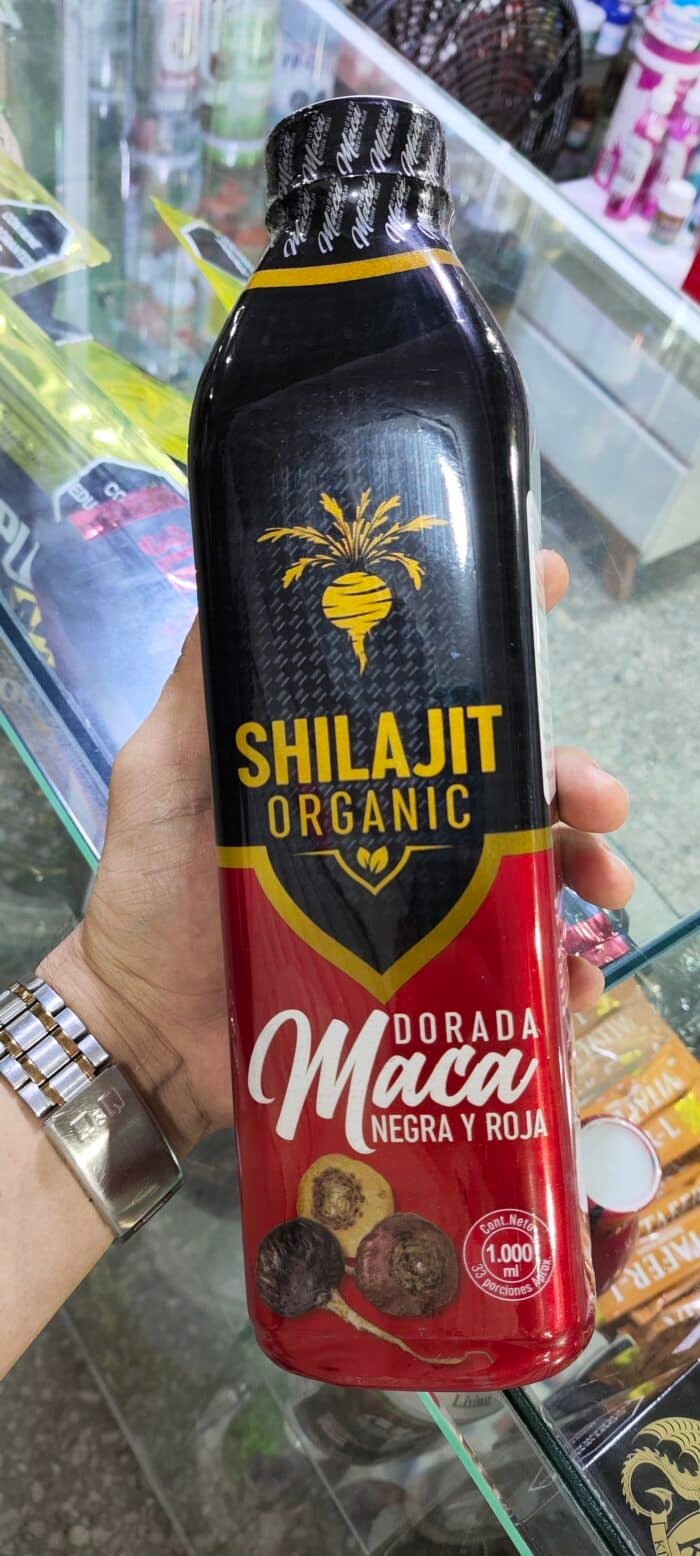 SHILAJIT
ORGANIC
DORADA
Maca
NEGRA Y ROJA
Cont.Neto
1.000
ml
33 porciones Aprox.